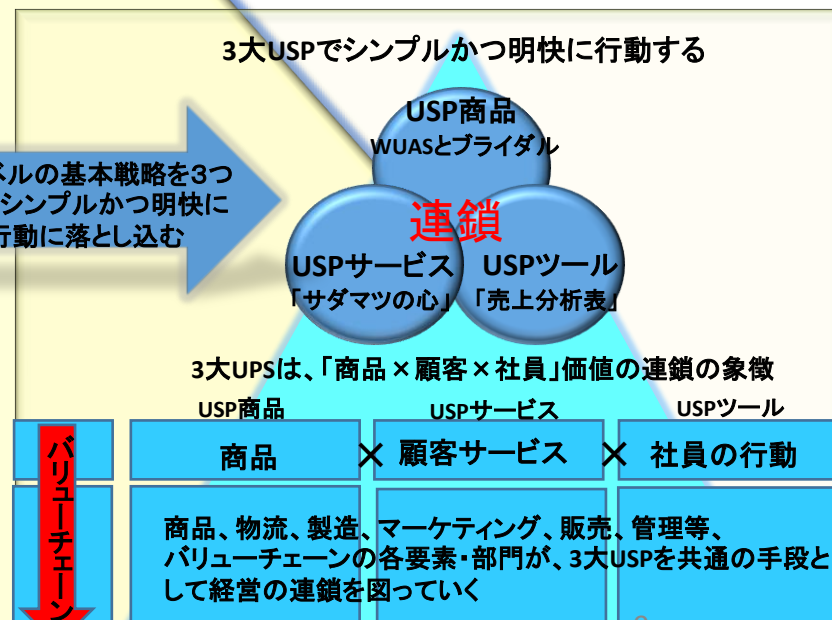 3大USPでシンプルかつ明快に行動する
USP商品
WUASとブライダル
ベルの基本戦略を3つ
シンプルかつ明快に
行動に落とし込む
連鎖
USPサービス
「サダマツの心」
USPツール
「売上分析表」
3大UPSは、「商品×顧客×社員」価値の連鎖の象徴
USP商品
USPサービス
USPツール
バリューチェーン
商品
×
顧客サービス
×
社員の行動
商品、物流、製造、マーケティング、販売、管理等、
バリューチェーンの各要素・部門が、3大USPを共通の手段と
して経営の連鎖を図っていく